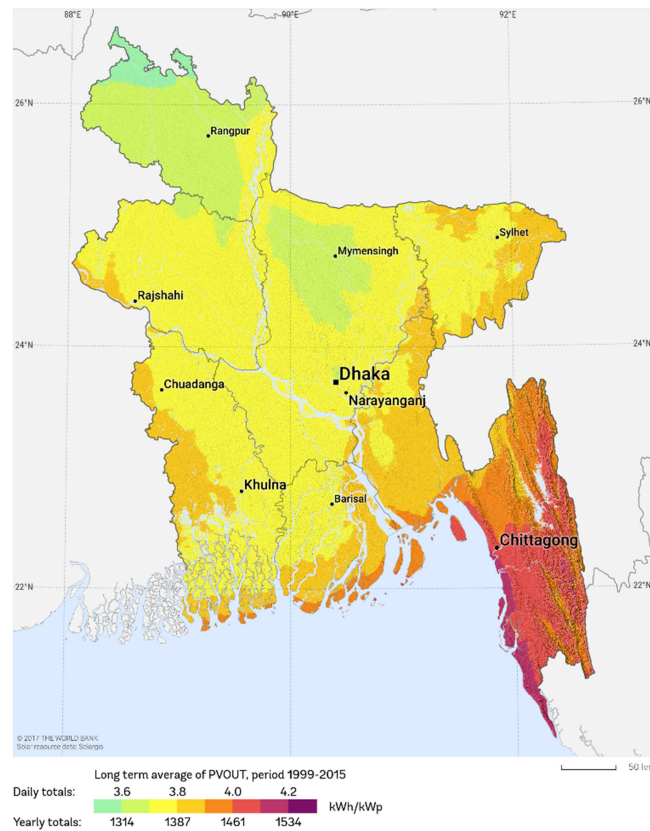 88°E 90°E 92°E
26°N 26°N
Rangpur
Sylhet
Mymensingh
Rajshahi
24°N 24°N
Dhaka
Chuadanga
Narayanganj
Khulna
Barisal
Chittagong
22°N 22°N
© 2017 THE WORLD BANK
Solar resource data: Solargis
50 km
Long term average of PVOUT, period 1999-2015
Daily totals: 3.6 3.8 4.0 4.2
kWh/kWp
Yearly totals: 1314 1387 1461 1534